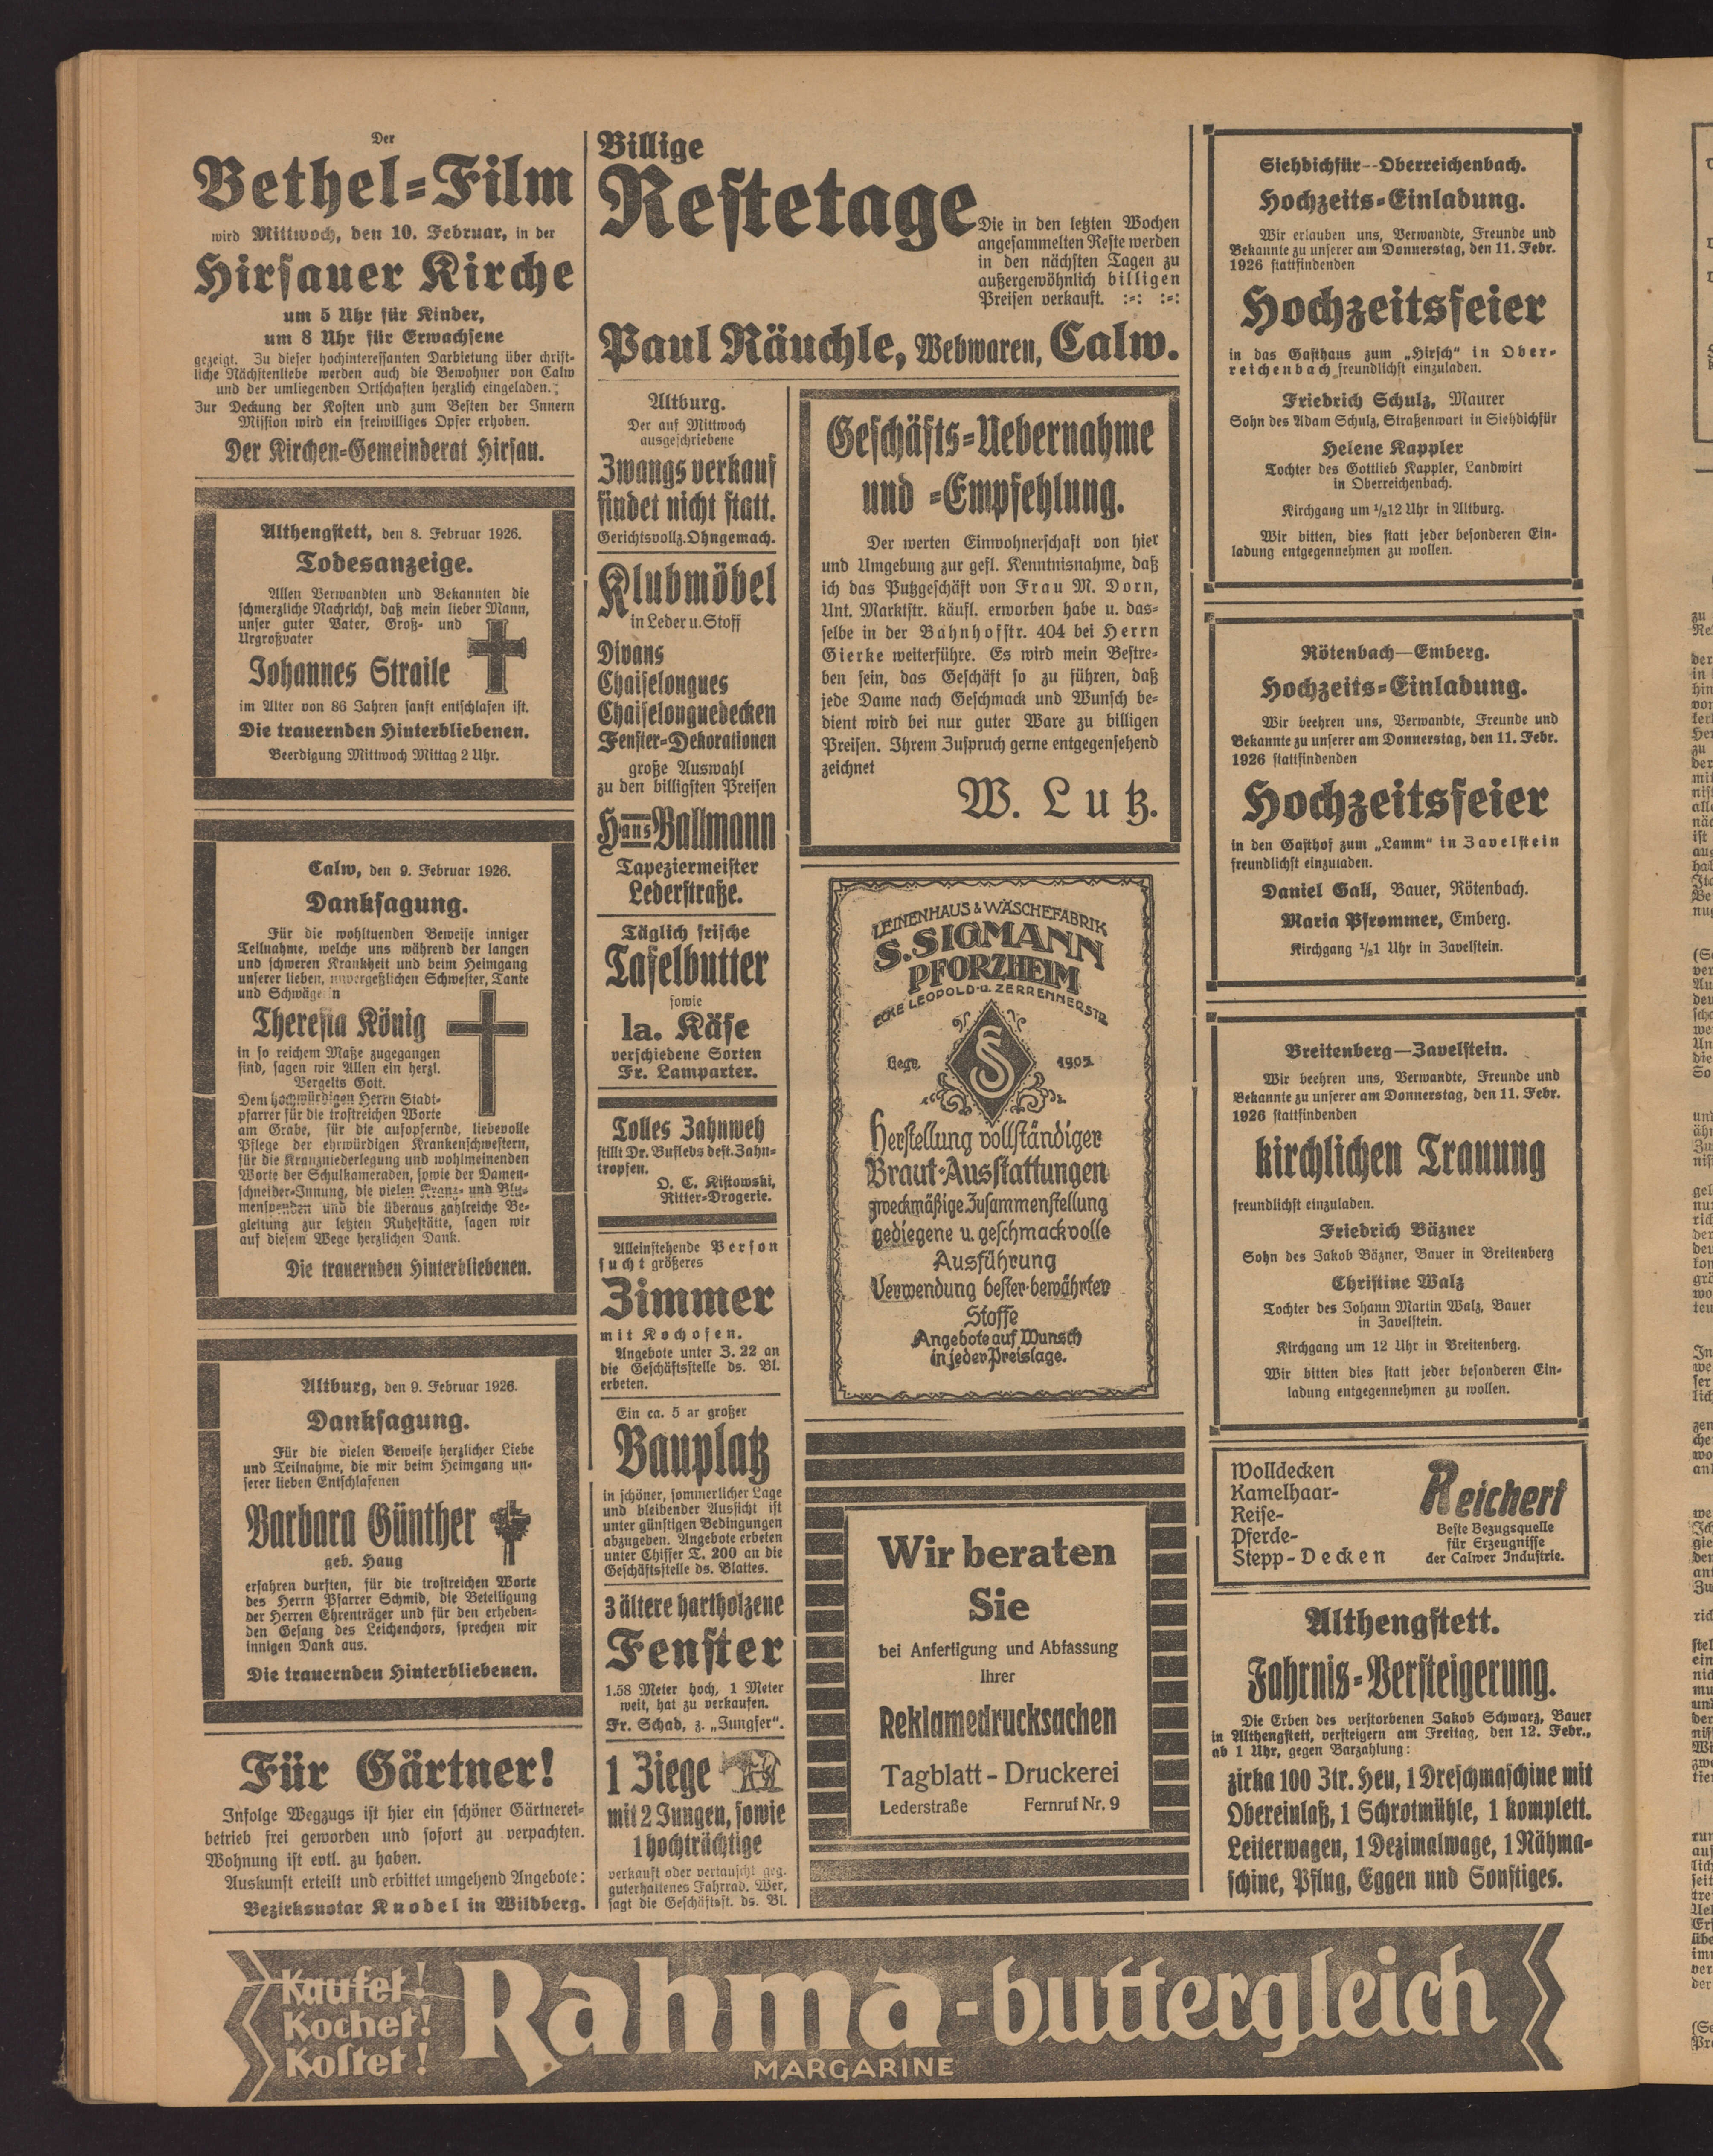 Der
Bethel=Film
wird Mittwoch, den 10. Februar, in der
Hirsauer Kirche
um 5 Uhr für Kinder,
um 8 Uhr für Erwachsene
gezeigt. Zu dieser hochinteressanten Darbietung über christ-
liche Nächstenliebe werden auch die Bewohner von Calw
und der umliegenden Ortschaften herzlich eingeladen.
Zur Deckung der Kosten und zum Besten der Innern
Mission wird ein freiwilliges Opfer erhoben.
Der Kirchen=Gemeinderat Hirsau.
Althengstett, den 8. Februar 1926.
Todesanzeige.
Allen Verwandten und Bekannten die
schmerzliche Nachricht, daß mein lieber Mann,
unser guter Vater, Groß- und
Urgroßvater
Johannes Straile
im Alter von 86 Jahren sanft entschlafen ist.
Die trauernden Hinterbliebenen.
Beerdigung Mittwoch Mittag 2 Uhr.
Calw, den 9. Februar 1926.
Danksagung.
Für die wohltuenden Beweise inniger
Teilnahme, welche uns während der langen
und schweren Krankheit und beim Heimgang
unserer lieben, unvergeßlichen Schwester, Tante
und Schwägerin
Theresia König
in so reichem Maße zugegangen
sind, sagen wir Allen ein herzl.
Vergelts Gott.
Dem hochwürdigen Herrn Stadt-
pfarrer für die trostreichen Worte
am Grabe, für die aufopfernde, liebevolle
Pflege der ehrwürdigen Krankenschwestern,
für die Kranzniederlegung und wohlmeinenden
Worte der Schulkameraden, sowie der Damen-
schneider-Innung, die vielen Kranz- und Blu-
menspenden und die überaus zahlreiche Be-
gleitung zur letzten Ruhestätte, sagen wir
auf diesem Wege herzlichen Dank.
Die trauernden Hinterbliebenen.
Altburg, den 9. Februar 1926.
Danksagung.
Für die vielen Beweise herzlicher Liebe
und Teilnahme, die wir beim Heimgang un-
serer lieben Entschlafenen
Barbara Günther
geb. Haug
erfahren durften, für die trostreichen Worte
des Herrn Pfarrer Schmid, die Beteiligung
der Herren Ehrenträger und für den erheben-
den Gesang des Leichenchors, sprechen wir
innigen Dank aus.
Die trauernden Hinterbliebenen.
Für Gärtner!
Infolge Wegzugs ist hier ein schöner Gärtnerei-
betrieb frei geworden und sofort zu verpachten.
Wohnung ist evtl. zu haben.
Auskunft erteilt und erbittet umgehend Angebote:
Bezirksnotar Knodel in Wildberg.
Billige
Restetage
Die in den letzten Wochen
angesammelten Reste werden
in den nächsten Tagen zu
außergewöhnlich billigen
Preisen verkauft. :-: :-:
Paul Räuchle, Webwaren, Calw.
Altburg.
Der auf Mittwoch
ausgeschriebene
Zwangsverkauf
findet nicht statt.
Gerichtsvollz. Ohngemach.
Klubmöbel
in Leder u. Stoff
Divans
Chaiselongues
Chaiselonguedecken
Fenster-Dekorationen
große Auswahl
zu den billigsten Preisen
Hans Ballmann
Tapeziermeister
Lederstraße.
Täglich frische
Tafelbutter
sowie
Ia. Käse
verschiedene Sorten
Fr. Lamparter.
Tolles Zahnweh
stillt Dr. Buflebs dest. Zahn-
tropfen.
O. C. Kistowski,
Ritter-Drogerie.
Alleinstehende Person
sucht größeres
Zimmer
mit Kochofen.
Angebote unter Z. 22 an
die Geschäftsstelle ds. Bl.
erbeten.
Ein ca. 5 ar großer
Bauplatz
in schöner, sommerlicher Lage
und bleibender Aussicht ist
unter günstigen Bedingungen
abzugeben. Angebote erbeten
unter Chiffer T. 200 an die
Geschäftsstelle ds. Blattes.
3 ältere hartholzene
Fenster
1.58 Meter hoch, 1 Meter
weit, hat zu verkaufen.
Fr. Schad, z. „Jungfer“.
1 Ziege
mit 2 Jungen, sowie
1 hochträchtige
verkauft oder vertauscht geg.
guterhaltenes Fahrrad. Wer,
sagt die Geschäftsst. ds. Bl.
Geschäfts=Uebernahme
und =Empfehlung.
Der werten Einwohnerschaft von hier
und Umgebung zur gefl. Kenntnisnahme, daß
ich das Putzgeschäft von Frau M. Dorn,
Unt. Marktstr. käufl. erworben habe u. das-
selbe in der Bahnhofstr. 404 bei Herrn
Gierke weiterführe. Es wird mein Bestre-
ben sein, das Geschäft so zu führen, daß
jede Dame nach Geschmack und Wunsch be-
dient wird bei nur guter Ware zu billigen
Preisen. Ihrem Zuspruch gerne entgegensehend
zeichnet
W. Lutz.
LEINENHAUS & WÄSCHEFABRIK
S. SIGMANN
PFORZHEIM
ECKE LEOPOLD- u. ZERRENNERSTR.
Gegr. 1905.
S
Herstellung vollständiger
Braut-Ausstattungen
zweckmäßige Zusammenstellung
gediegene u. geschmackvolle
Ausführung
Verwendung bester-bewährter
Stoffe
Angebote auf Wunsch
in jeder Preislage.
Wir beraten
Sie
bei Anfertigung und Abfassung
Ihrer
Reklamedrucksachen
Tagblatt - Druckerei
Lederstraße Fernruf Nr. 9
Siehdichfür--Oberreichenbach.
Hochzeits=Einladung.
Wir erlauben uns, Verwandte, Freunde und
Bekannte zu unserer am Donnerstag, den 11. Febr.
1926 stattfindenden
Hochzeitsfeier
in das Gasthaus zum „Hirsch“ in Ober-
reichenbach freundlichst einzuladen.
Friedrich Schulz, Maurer
Sohn des Adam Schulz, Straßenwart in Siehdichfür
Helene Kappler
Tochter des Gottlieb Kappler, Landwirt
in Oberreichenbach.
Kirchgang um 1/212 Uhr in Altburg.
Wir bitten, dies statt jeder besonderen Ein-
ladung entgegennehmen zu wollen.
Rötenbach—Emberg.
Hochzeits=Einladung.
Wir beehren uns, Verwandte, Freunde und
Bekannte zu unserer am Donnerstag, den 11. Febr.
1926 stattfindenden
Hochzeitsfeier
in den Gasthof zum „Lamm“ in Zavelstein
freundlichst einzuladen.
Daniel Gall, Bauer, Rötenbach.
Maria Pfrommer, Emberg.
Kirchgang 1/21 Uhr in Zavelstein.
Breitenberg—Zavelstein.
Wir beehren uns, Verwandte, Freunde und
Bekannte zu unserer am Donnerstag, den 11. Febr.
1926 stattfindenden
kirchlichen Trauung
freundlichst einzuladen.
Friedrich Bäzner
Sohn des Jakob Bäzner, Bauer in Breitenberg
Christine Walz
Tochter des Johann Martin Walz, Bauer
in Zavelstein.
Kirchgang um 12 Uhr in Breitenberg.
Wir bitten dies statt jeder besonderen Ein-
ladung entgegennehmen zu wollen.
Wolldecken
Kamelhaar-
Reise-
Pferde-
Stepp-Decken
Reichert
Beste Bezugsquelle
für Erzeugnisse
der Calwer Industrie.
Althengstett.
Fahrnis=Versteigerung.
Die Erben des verstorbenen Jakob Schwarz, Bauer
in Althengstett, versteigern am Freitag, den 12. Febr.,
ab 1 Uhr, gegen Barzahlung:
zirka 100 Ztr. Heu, 1 Dreschmaschine mit
Obereinlaß, 1 Schrotmühle, 1 komplett.
Leiterwagen, 1 Dezimalwage, 1 Nähma-
schine, Pflug, Eggen und Sonstiges.
Kaufet!
Kochet!
Kostet!
Rahma-buttergleich
MARGARINE